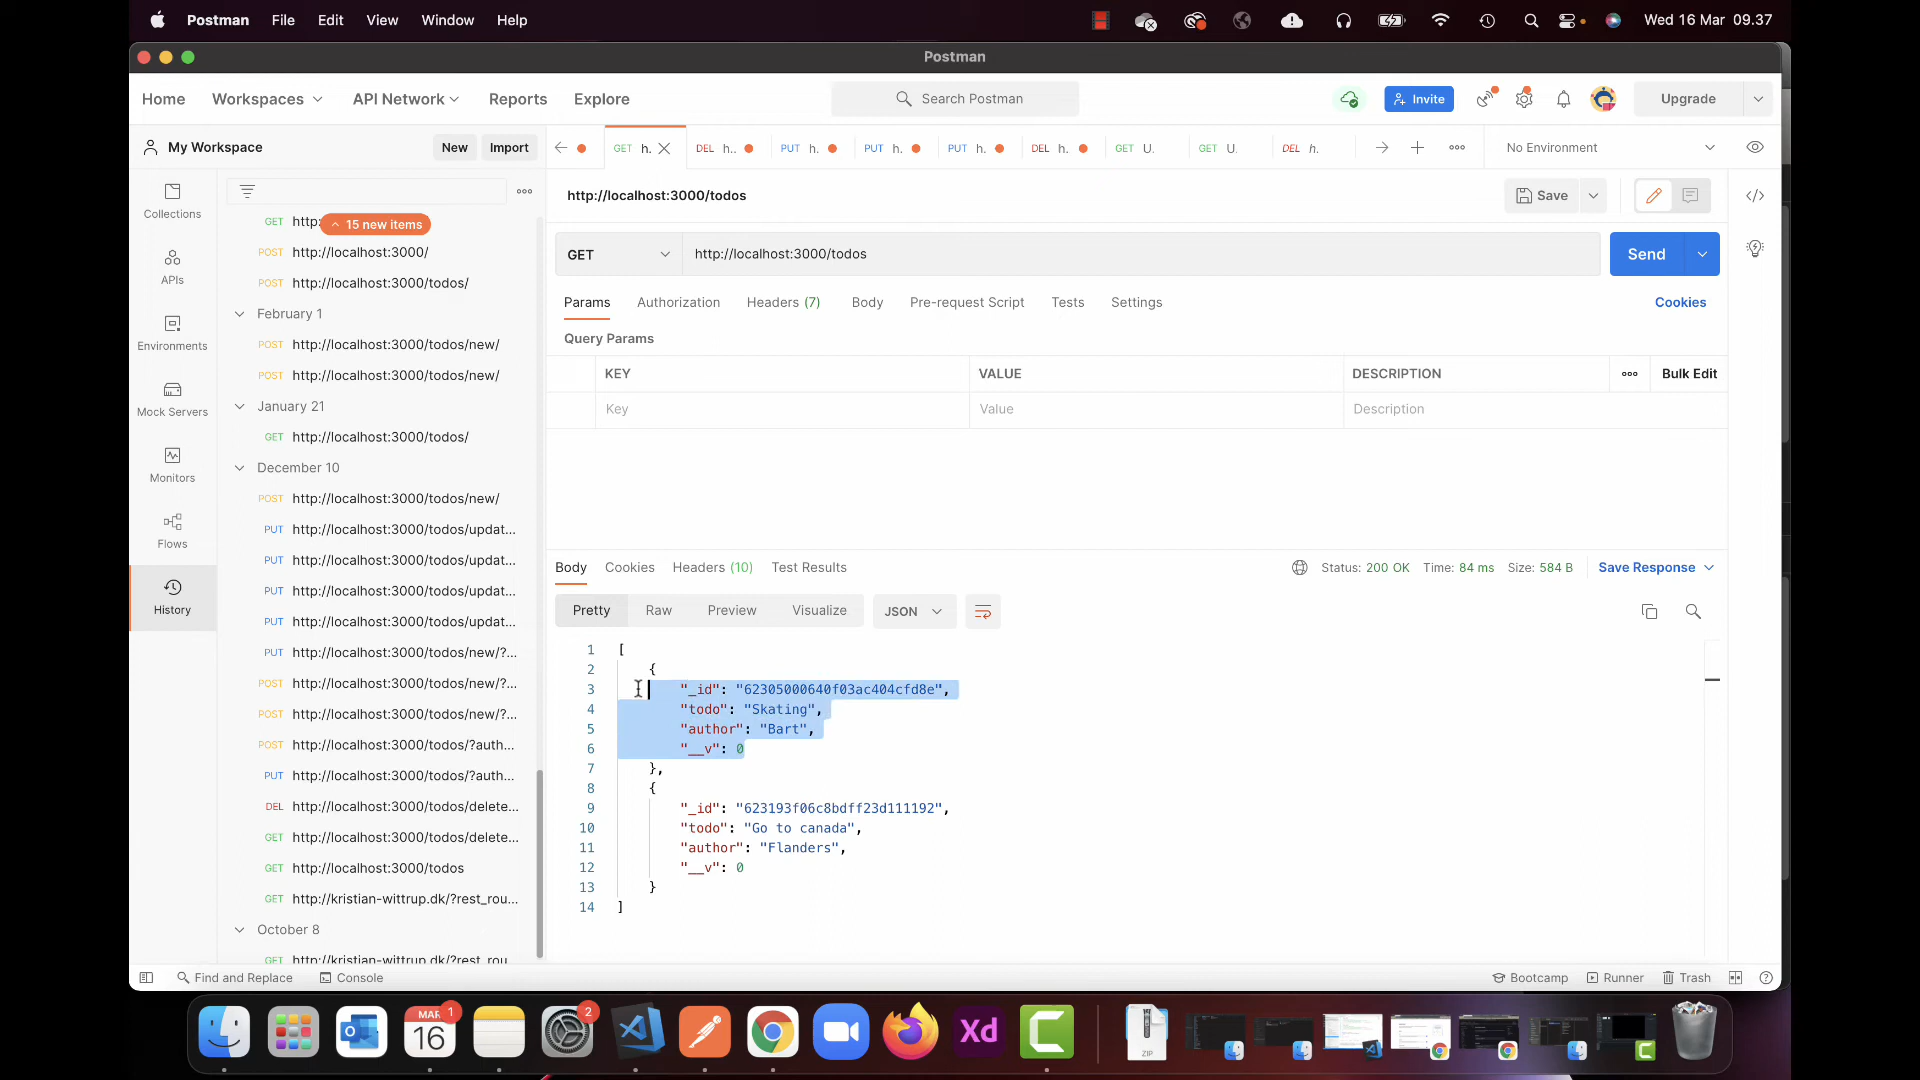 Postman File Edit View Window Help
Wed 16 Mar 09.37
Postman
Home Workspaces API Network Reports Explore
Search Postman
Invite
Upgrade
My Workspace
New
Import
GET h.
DEL h..
PUT h.
PUT h.
PUT h.
DEL h.
GET U.
GET U.
DEL h.
No Environment
Collections
APIs
Environments
Mock Servers
Monitors
Flows
History
GET http:
15 new items
POST http://localhost:3000/
POST http://localhost:3000/todos/
February 1
POST http://localhost:3000/todos/new/
POST http://localhost:3000/todos/new/
January 21
GET http://localhost:3000/todos/
December 10
POST http://localhost:3000/todos/new/
PUT http://localhost:3000/todos/updat...
PUT http://localhost:3000/todos/updat...
PUT http://localhost:3000/todos/updat...
PUT http://localhost:3000/todos/updat...
PUT http://localhost:3000/todos/new/?...
PUT http://localhost:3000/todos/new/?...
PUT http://localhost:3000/todos/new/?...
POST http://localhost:3000/todos/?auth...
PUT http://localhost:3000/todos/?auth...
DEL http://localhost:3000/todos/delete...
GET http://localhost:3000/todos/delete...
GET http://localhost:3000/todos
GET http://kristian-wittrup.dk/?rest_rou...
October 8
GET http://kristian-wittrup.dk/?rest_rou
http://localhost:3000/todos
Save
GET
http://localhost:3000/todos
Send
Params Authorization Headers (7) Body Pre-request Script Tests Settings
Cookies
Query Params
KEY VALUE DESCRIPTION
Bulk Edit
Key Value Description
Body Cookies Headers (10) Test Results
Status: 200 OK Time: 84 ms Size: 584 B
Save Response
Pretty Raw Preview Visualize
JSON
1 [
2 {
3 "_id": "62305000640f03ac404cfd8e",
4 "todo": "Skating",
5 "author": "Bart",
6 "__v": 0
7 },
8 {
9 "_id": "623193f06c8bdff23d111192",
10 "todo": "Go to canada",
11 "author": "Flanders",
12 "__v": 0
13 }
14 ]
Find and Replace
Console
Bootcamp
Runner
Trash
MAR
16
1
2
Xd
ZIP